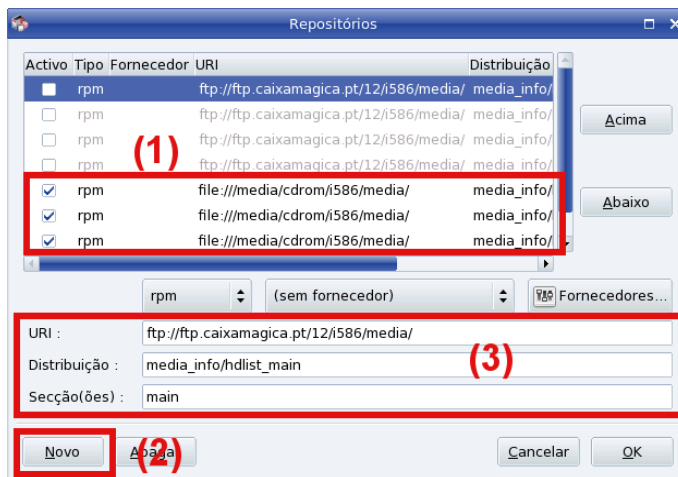 Repositórios
Activo Tipo Fornecedor URI Distribuição
rpm ftp://ftp.caixamagica.pt/12/i586/media/ media_info/
rpm ftp://ftp.caixamagica.pt/12/i586/media/ media_info/
rpm ftp://ftp.caixamagica.pt/12/i586/media/ media_info/
rpm ftp://ftp.caixamagica.pt/12/i586/media/ media_info/
(1)
rpm file:///media/cdrom/i586/media/ media_info/
rpm file:///media/cdrom/i586/media/ media_info/
rpm file:///media/cdrom/i586/media/ media_info/
Acima
Abaixo
rpm (sem fornecedor) Fornecedores...
URI : ftp://ftp.caixamagica.pt/12/i586/media/
Distribuição : media_info/hdlist_main
(3)
Secção(ões) : main
Novo Apagar (2) Cancelar OK